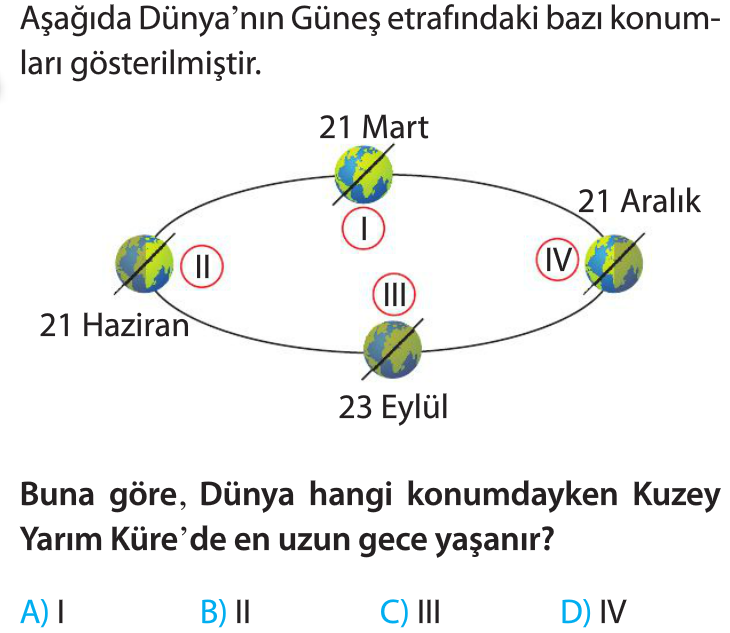 Aşağıda Dünya’nın Güneş etrafındaki bazı konum-
ları gösterilmiştir.
21 Mart
21 Aralık
I
II
IV
III
21 Haziran
23 Eylül
Buna göre, Dünya hangi konumdayken Kuzey
Yarım Küre’de en uzun gece yaşanır?
A) I B) II C) III D) IV